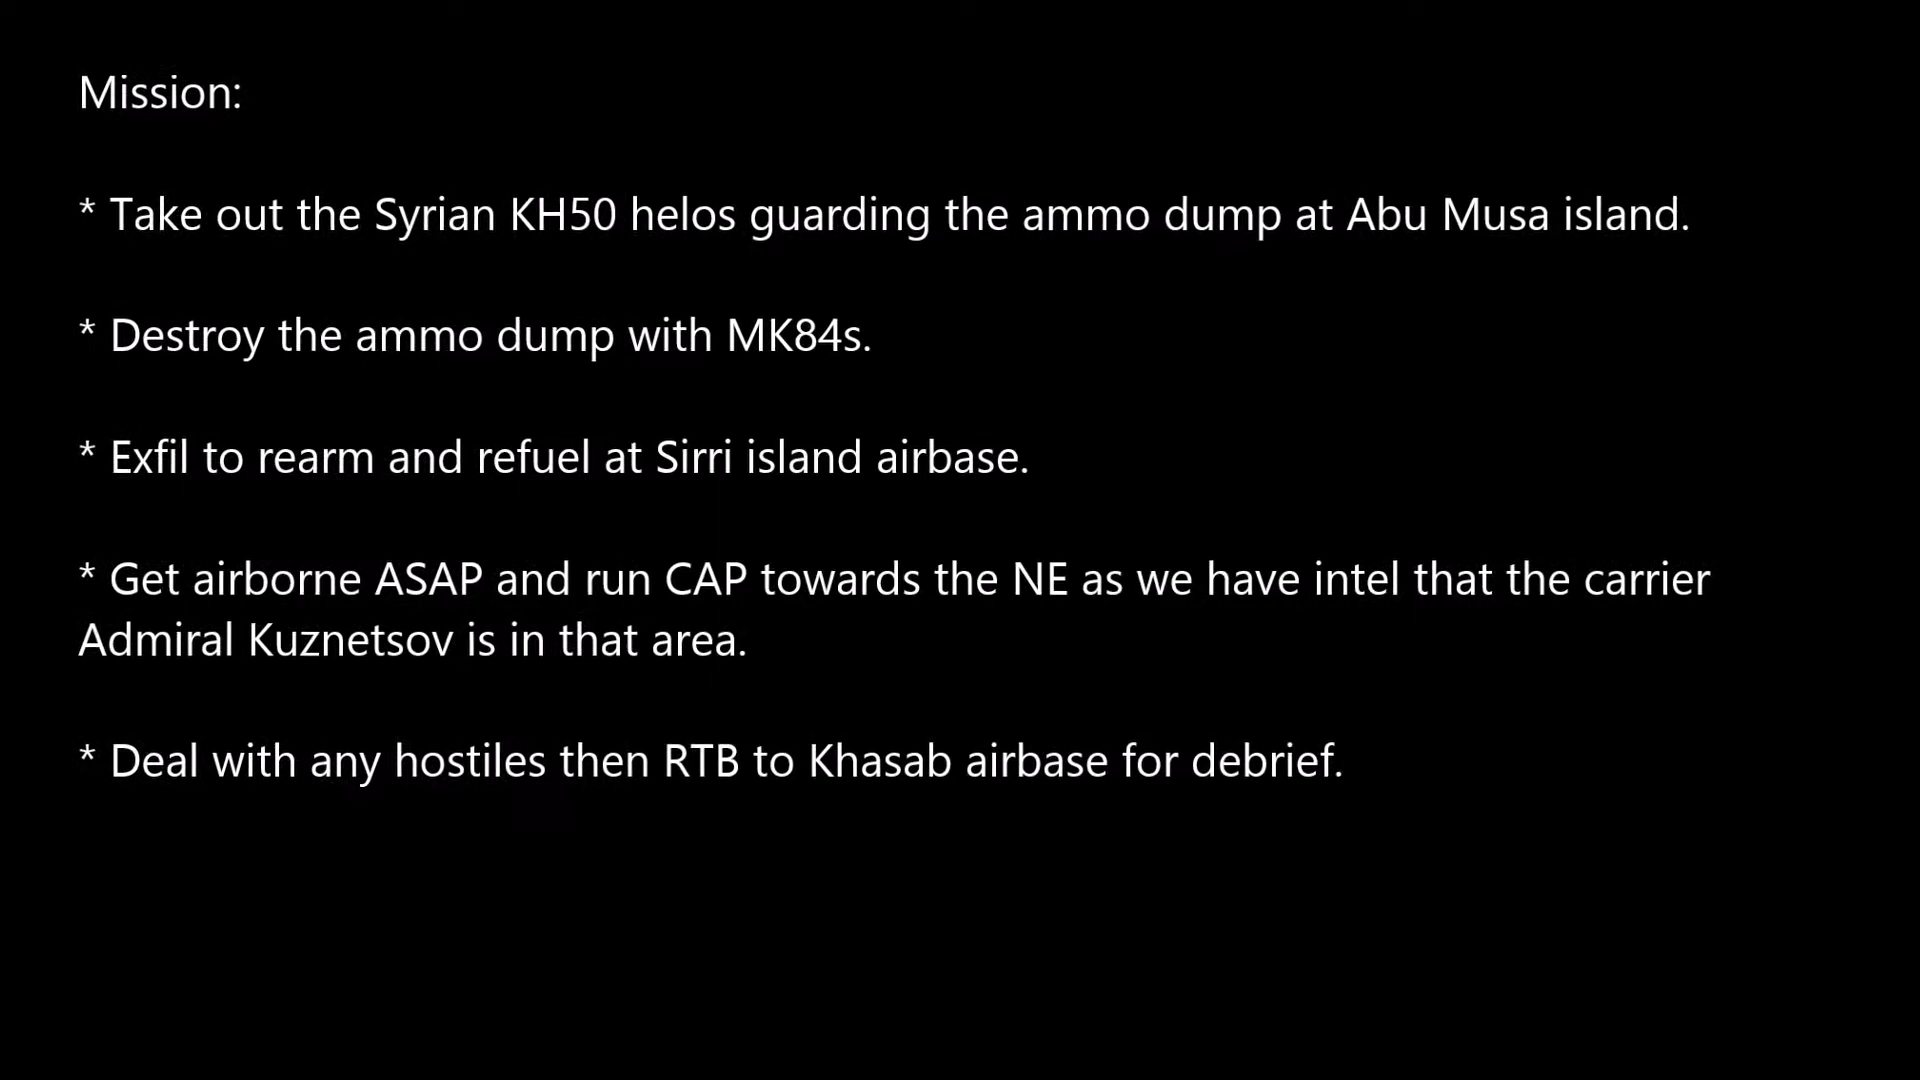 Mission:
* Take out the Syrian KH50 helos guarding the ammo dump at Abu Musa island.
* Destroy the ammo dump with MK84s.
* Exfil to rearm and refuel at Sirri island airbase.
* Get airborne ASAP and run CAP towards the NE as we have intel that the carrier
Admiral Kuznetsov is in that area.
* Deal with any hostiles then RTB to Khasab airbase for debrief.